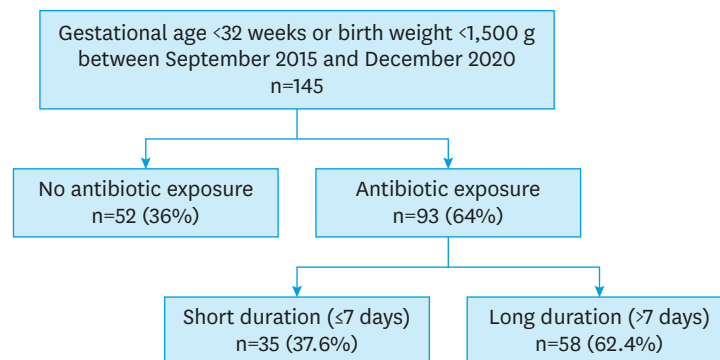 Gestational age <32 weeks or birth weight <1,500 g
between September 2015 and December 2020
n=145
No antibiotic exposure
n=52 (36%)
Antibiotic exposure
n=93 (64%)
Short duration (≤7 days)
n=35 (37.6%)
Long duration (>7 days)
n=58 (62.4%)